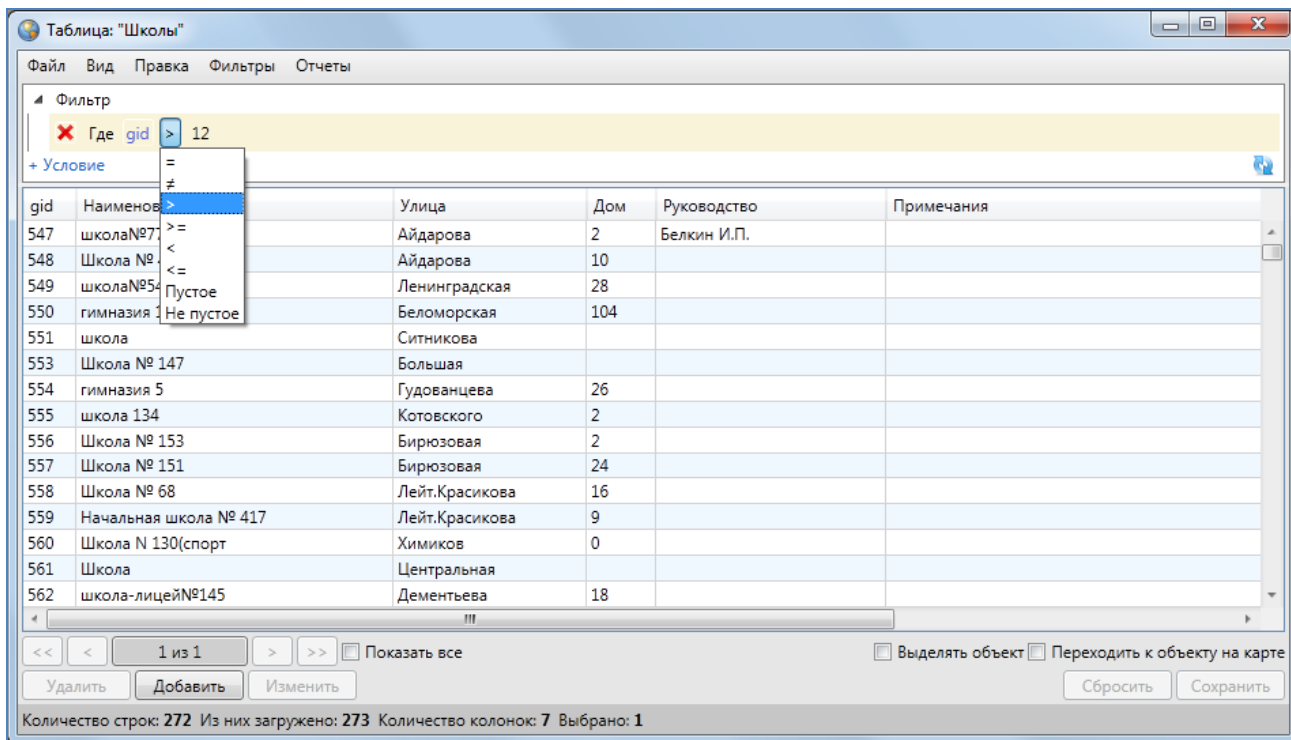 Таблица: "Школы"
Файл Вид Правка Фильтры Отчеты
Фильтр
Где gid > 12
+ Условие
=
≠
>
>=
<
<=
Пустое
Не пустое
gid Наименов Улица Дом Руководство Примечания
547 школа№77 Айдарова 2 Белкин И.П.
548 Школа № Айдарова 10
549 школа№54 Ленинградская 28
550 гимназия 1 Беломорская 104
551 школа Ситникова
553 Школа № 147 Большая
554 гимназия 5 Гудованцева 26
555 школа 134 Котовского 2
556 Школа № 153 Бирюзовая 2
557 Школа № 151 Бирюзовая 24
558 Школа № 68 Лейт.Красикова 16
559 Начальная школа № 417 Лейт.Красикова 9
560 Школа N 130(спорт Химиков 0
561 Школа Центральная
562 школа-лицей№145 Дементьева 18
<< < 1 из 1 > >> Показать все Выделять объект Переходить к объекту на карте
Удалить Добавить Изменить Сбросить Сохранить
Количество строк: 272 Из них загружено: 273 Количество колонок: 7 Выбрано: 1